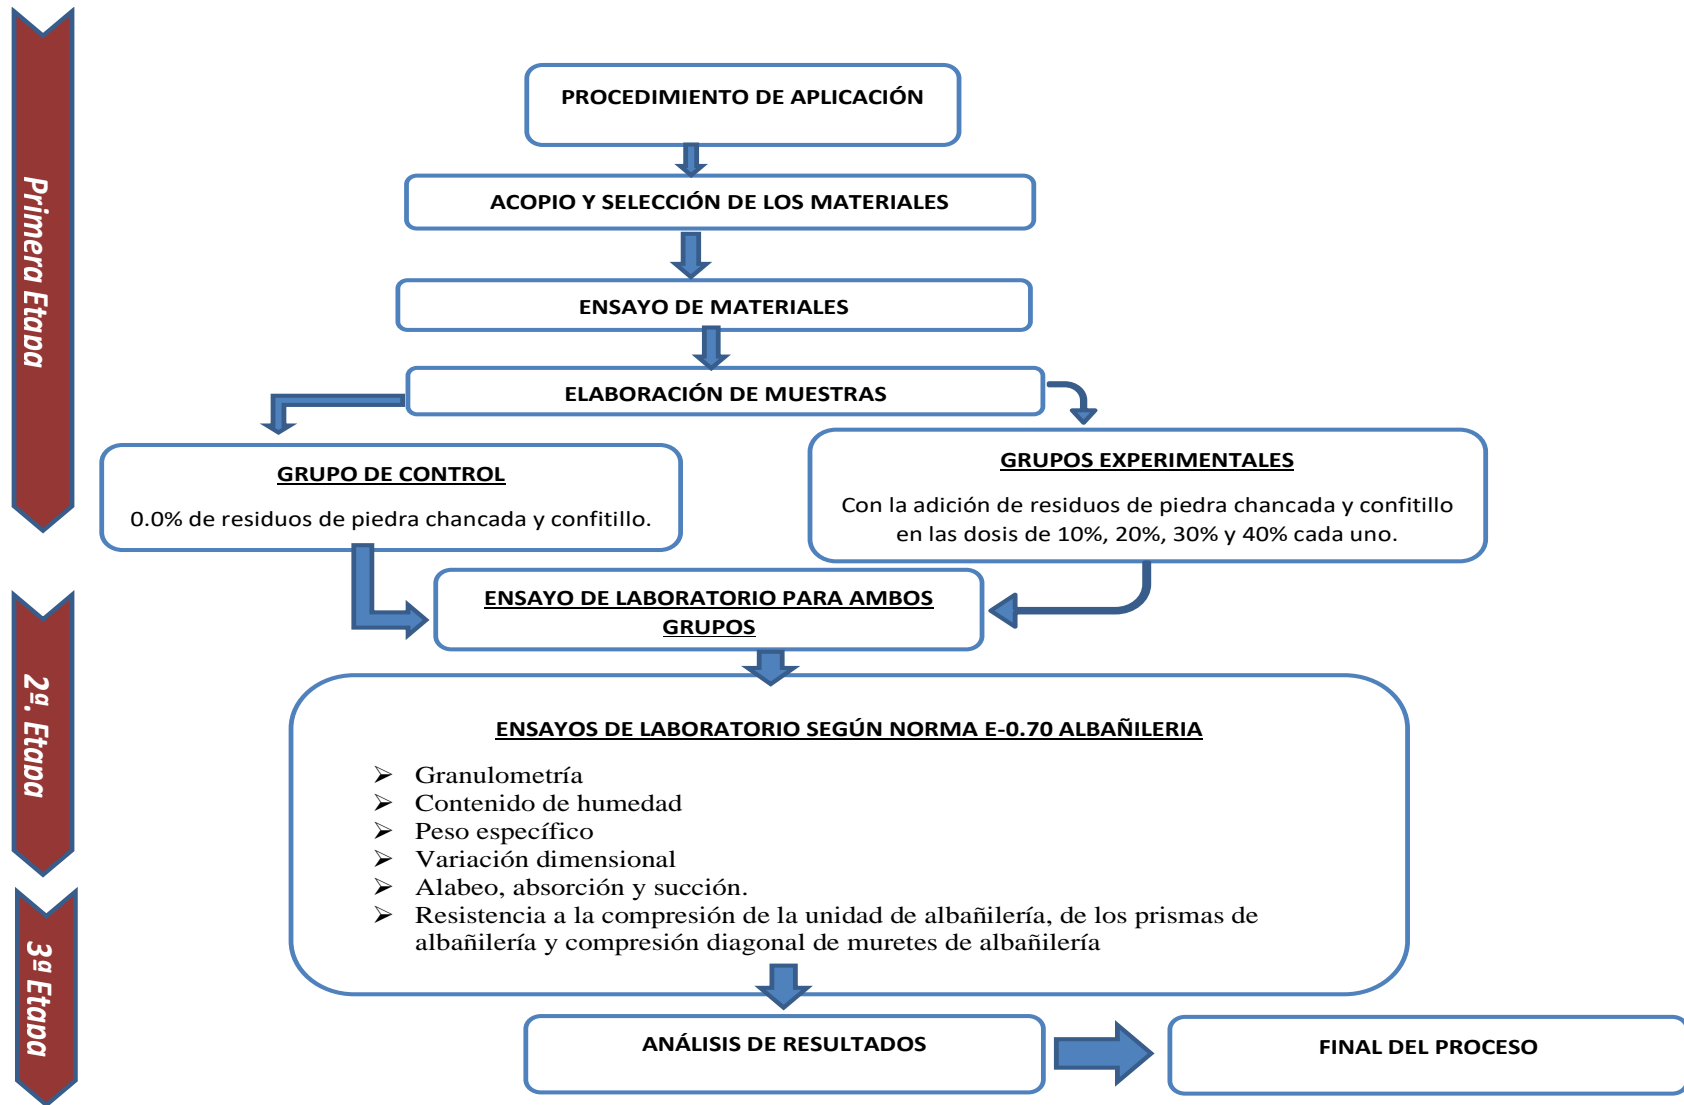 Primera Etapa
PROCEDIMIENTO DE APLICACIÓN
ACOPIO Y SELECCIÓN DE LOS MATERIALES
ENSAYO DE MATERIALES
ELABORACIÓN DE MUESTRAS
GRUPO DE CONTROL
0.0% de residuos de piedra chancada y confitillo.
GRUPOS EXPERIMENTALES
Con la adición de residuos de piedra chancada y confitillo
en las dosis de 10%, 20%, 30% y 40% cada uno.
2ª. Etapa
ENSAYO DE LABORATORIO PARA AMBOS
GRUPOS
ENSAYOS DE LABORATORIO SEGÚN NORMA E-0.70 ALBAÑILERIA
➢ Granulometría
➢ Contenido de humedad
➢ Peso específico
➢ Variación dimensional
➢ Alabeo, absorción y succión.
➢ Resistencia a la compresión de la unidad de albañilería, de los prismas de
albañilería y compresión diagonal de muretes de albañilería
3ª Etapa
ANÁLISIS DE RESULTADOS
FINAL DEL PROCESO